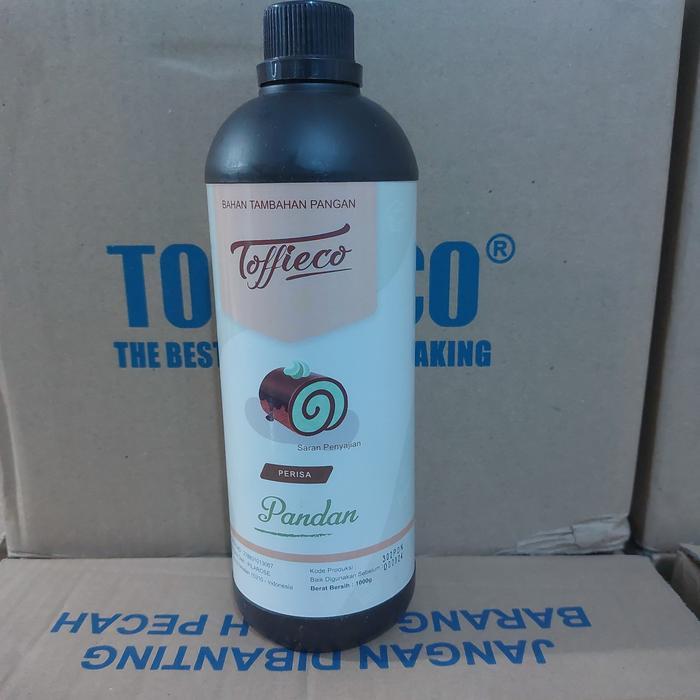 BAHAN TAMBAHAN PANGAN
Toffieco
Saran Penyajian
PERISA
Pandan
Kode Produksi :
Baik Digunakan Sebelum :
Berat Bersih : 1000g
Indonesia
TO CO®
THE BEST AKING
JANGAN DIBANTING
BARANG H PECAH